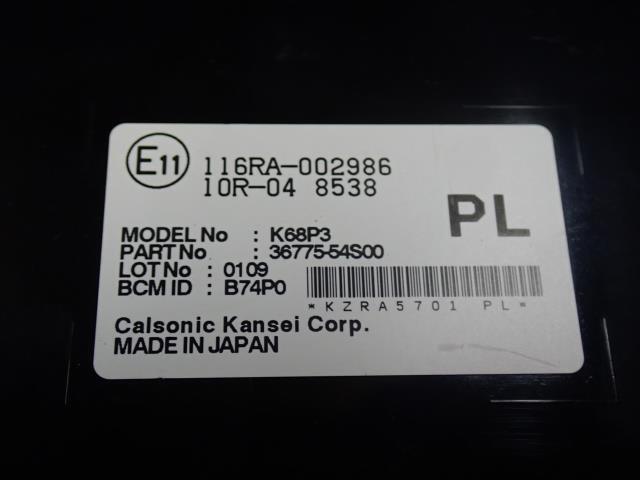 E11 116RA-002986
10R-04 8538
PL
MODEL No : K68P3
PART No : 36775-54S00
LOT No : 0109
BCM ID : B74P0
*KZRA5701 PL*
Calsonic Kansei Corp.
MADE IN JAPAN